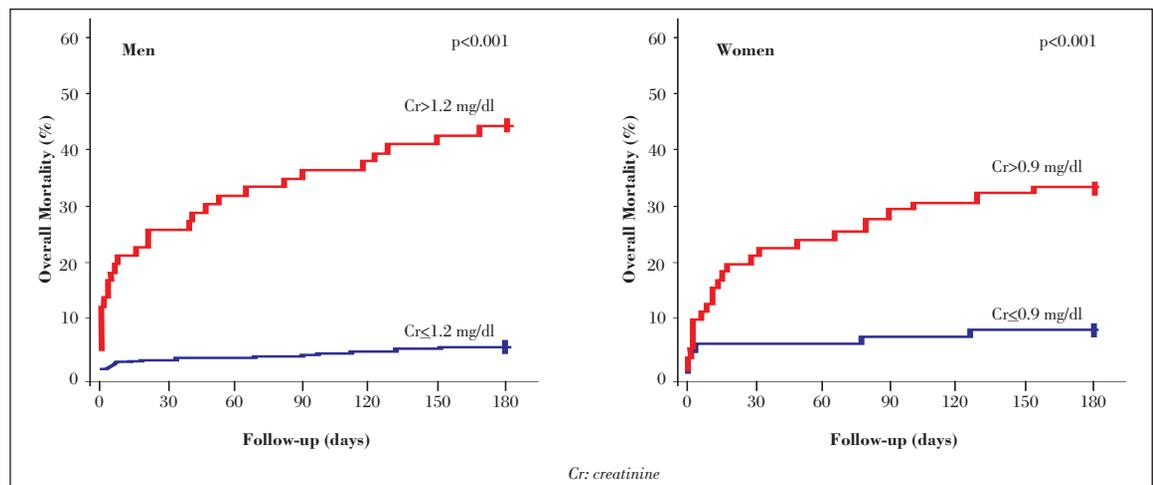 Men
p<0.001
Overall Mortality (%)
60
50
40
30
20
10
0
Cr>1.2 mg/dl
Cr≤1.2 mg/dl
0 30 60 90 120 150 180
Follow-up (days)
Women
p<0.001
Overall Mortality (%)
60
50
40
30
20
10
0
Cr>0.9 mg/dl
Cr≤0.9 mg/dl
0 30 60 90 120 150 180
Follow-up (days)
Cr: creatinine